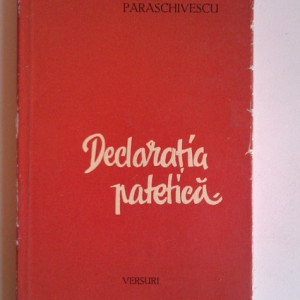 PARASCHIVESCU
Declarația
patetică
VERSURI